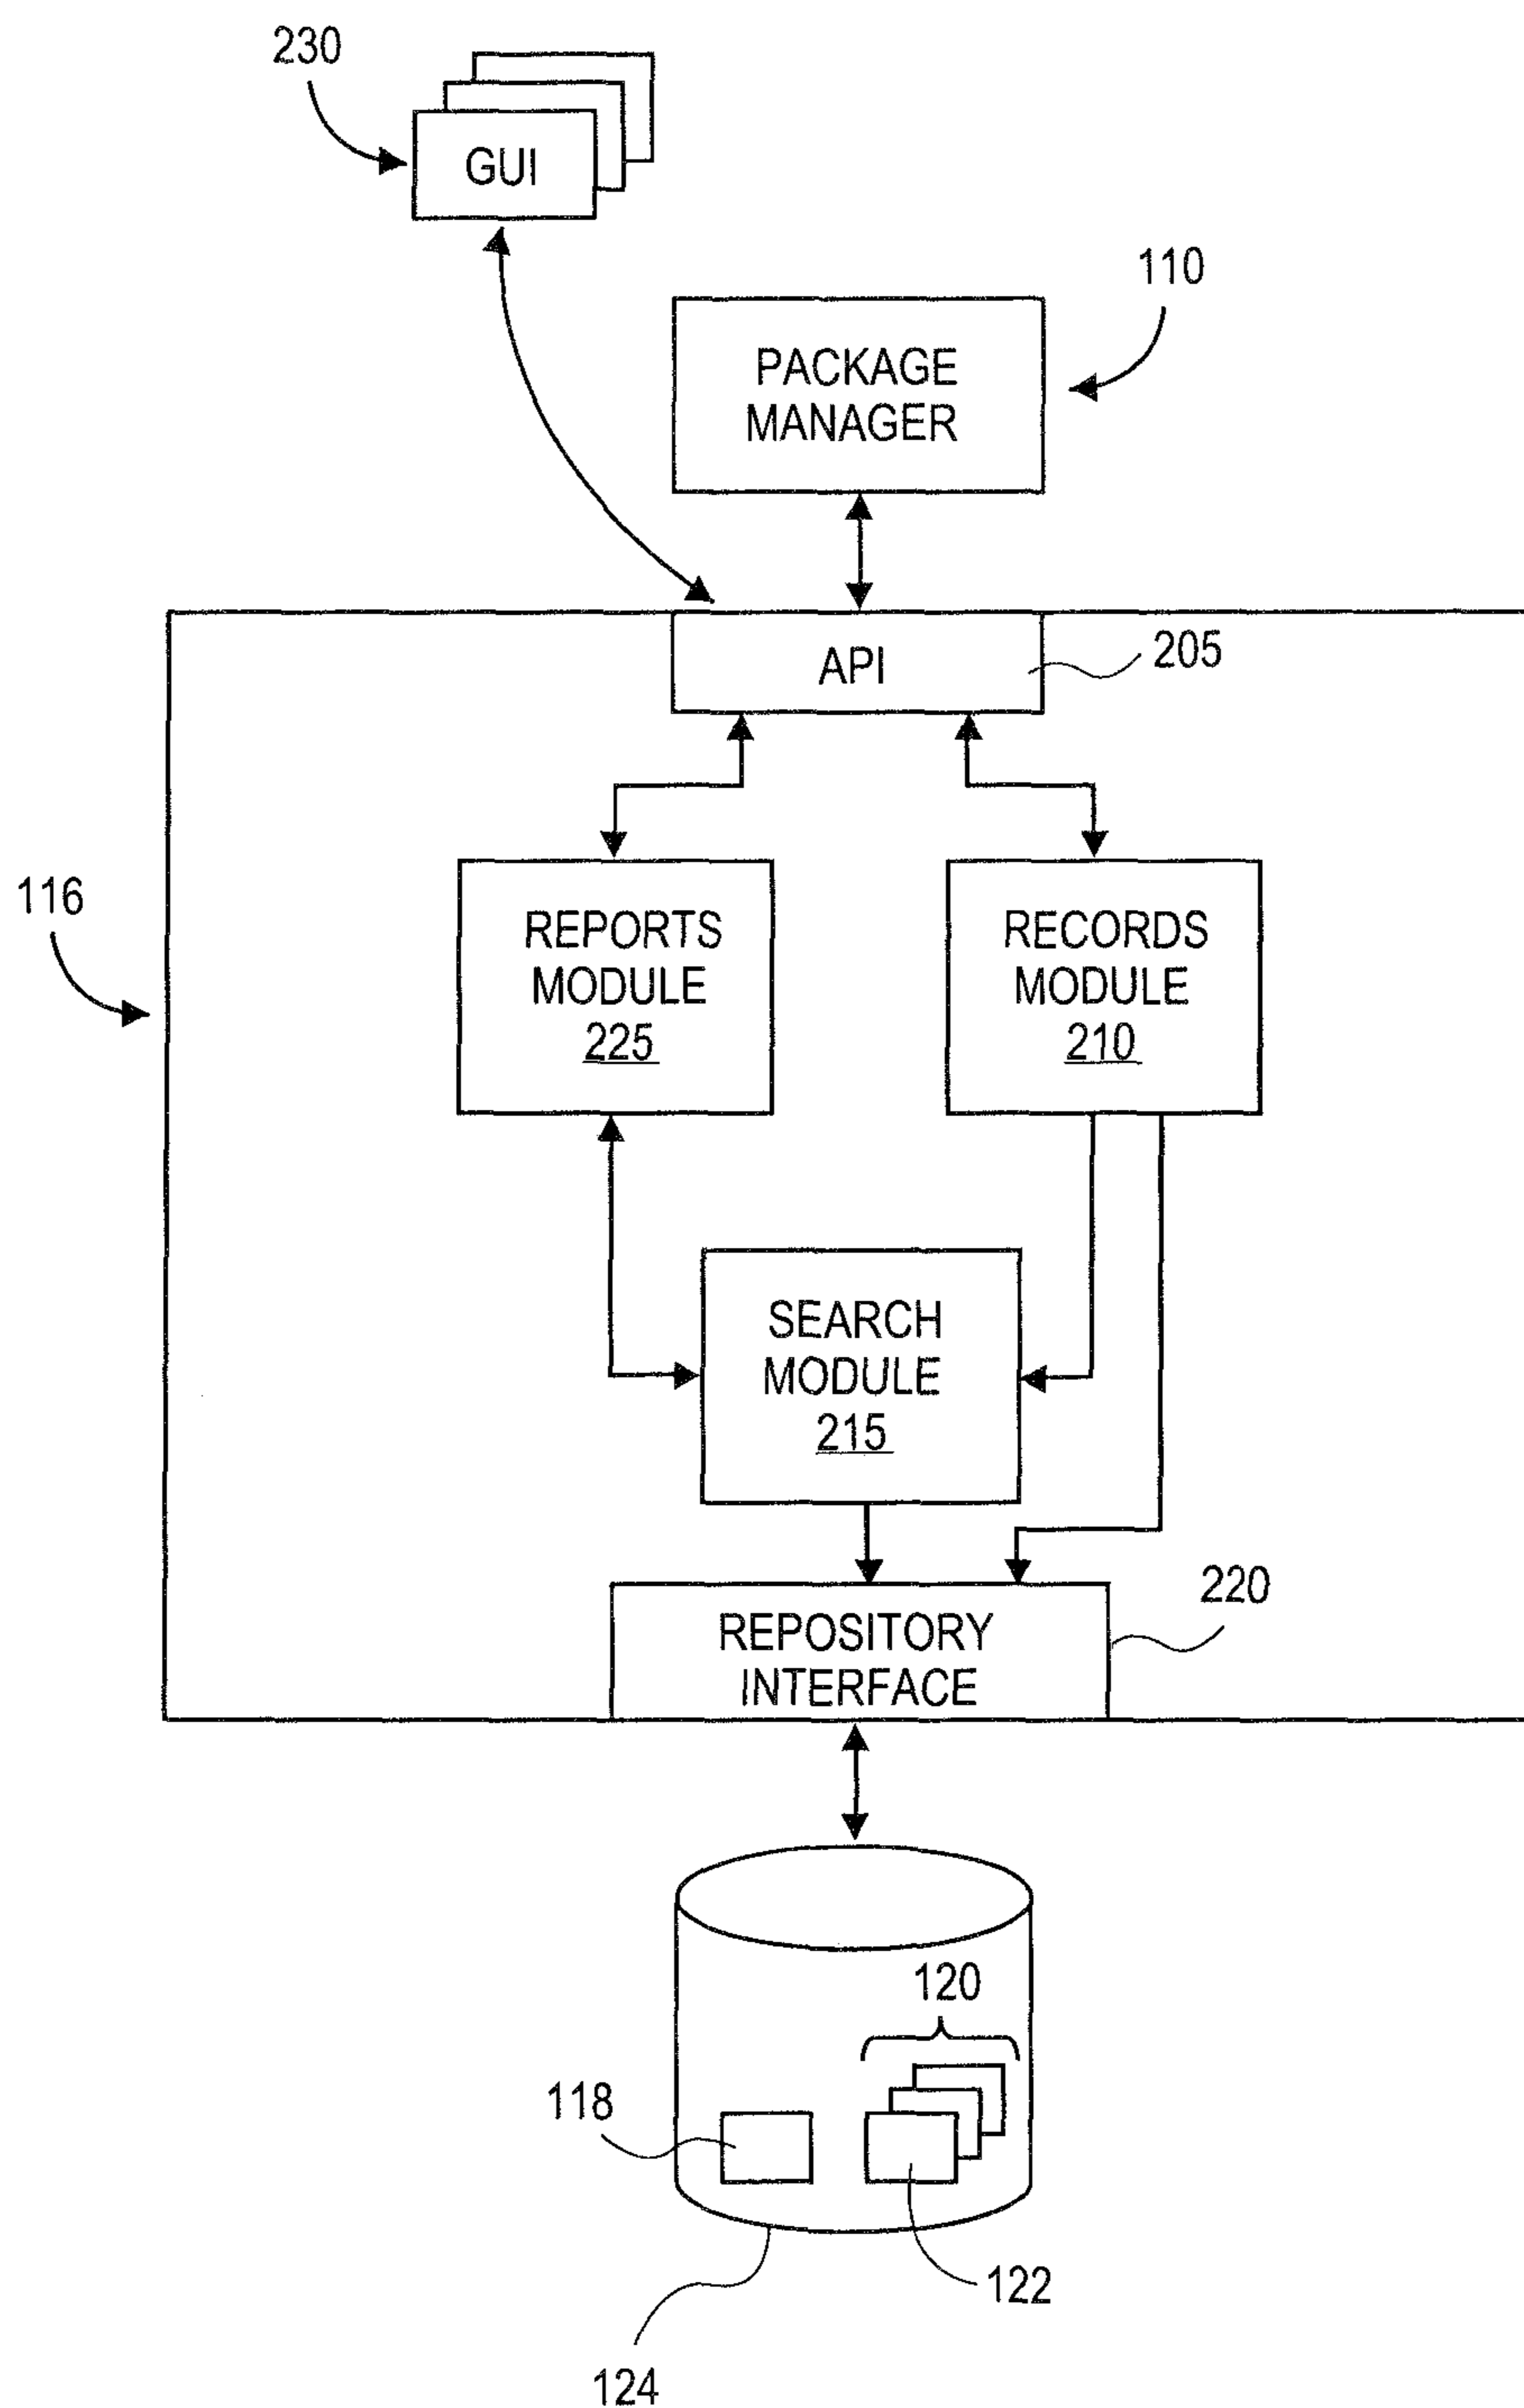 230
GUI
110
PACKAGE
MANAGER
API
205
116
REPORTS
MODULE
225
RECORDS
MODULE
210
SEARCH
MODULE
215
220
REPOSITORY
INTERFACE
120
118
122
124